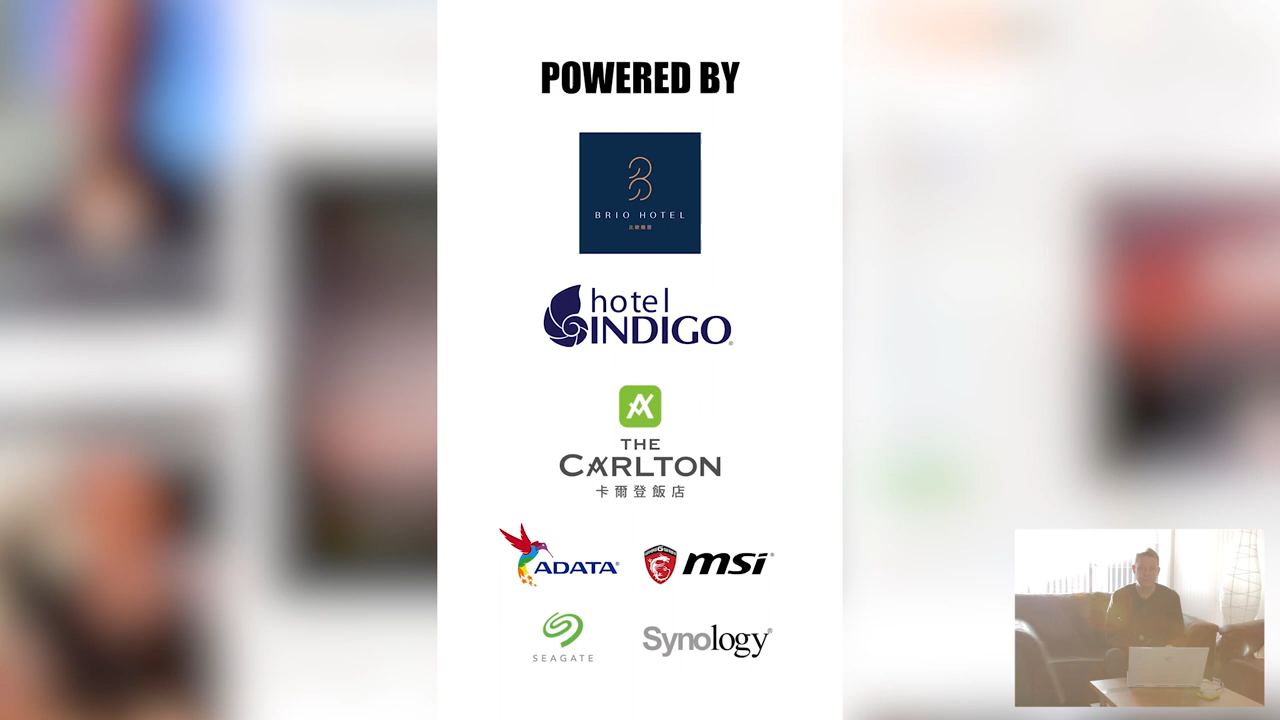 POWERED BY
BRIO HOTEL
hotel
INDIGO®
THE
CARLTON
卡爾登飯店
ADATA®
msi®
SEAGATE
Synology®